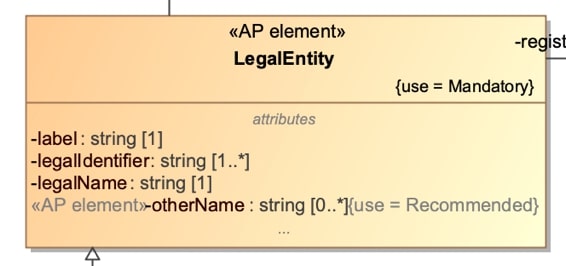 «AP element»
LegalEntity
-regist
{use = Mandatory}
attributes
-label : string [1]
-legalIdentifier: string [1..*]
-legalName : string [1]
«AP element»-otherName : string [0..*]{use = Recommended}
...